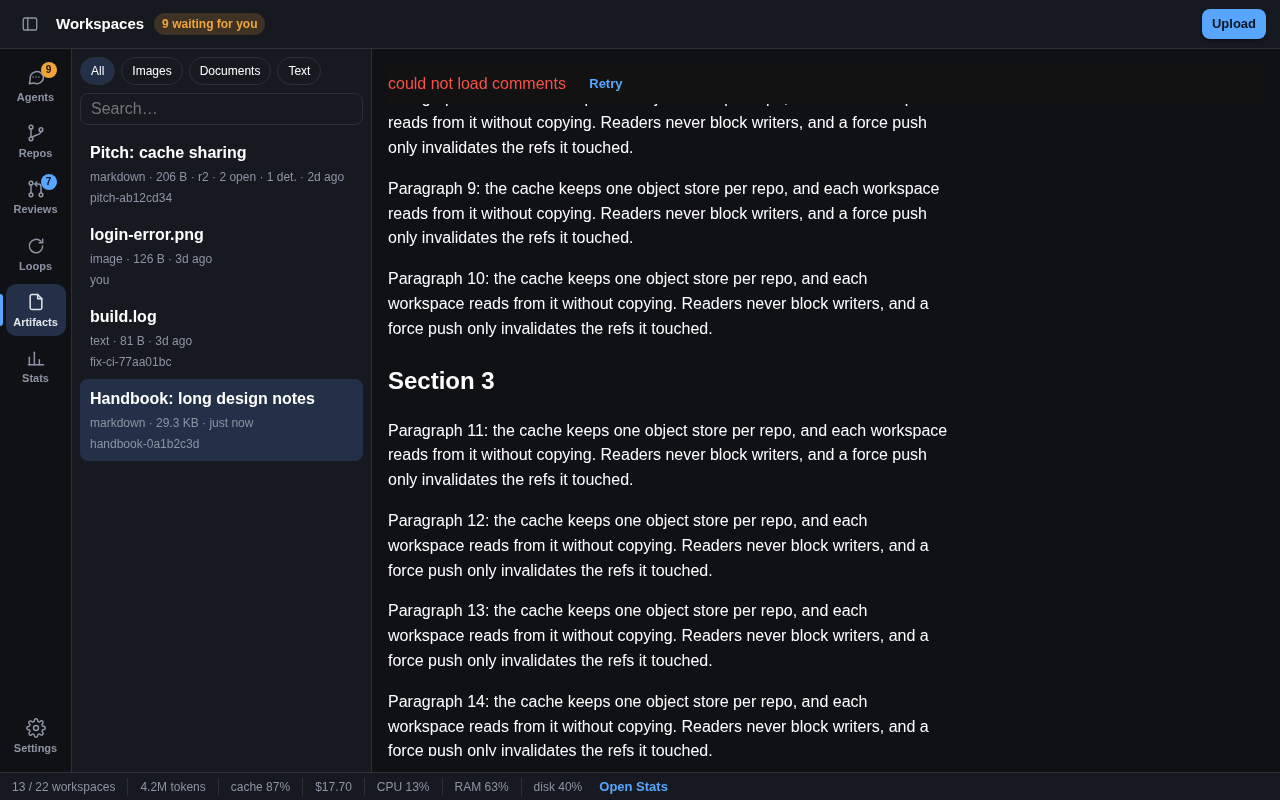 Workspaces 9 waiting for you
Upload
9
Agents
Repos
7
Reviews
Loops
Artifacts
Stats
Settings
All Images Documents Text
Search…
Pitch: cache sharing
markdown · 206 B · r2 · 2 open · 1 det. · 2d ago
pitch-ab12cd34
login-error.png
image · 126 B · 3d ago
you
build.log
text · 81 B · 3d ago
fix-ci-77aa01bc
Handbook: long design notes
markdown · 29.3 KB · just now
handbook-0a1b2c3d
could not load comments Retry
reads from it without copying. Readers never block writers, and a force push
only invalidates the refs it touched.
Paragraph 9: the cache keeps one object store per repo, and each workspace
reads from it without copying. Readers never block writers, and a force push
only invalidates the refs it touched.
Paragraph 10: the cache keeps one object store per repo, and each
workspace reads from it without copying. Readers never block writers, and a
force push only invalidates the refs it touched.
Section 3
Paragraph 11: the cache keeps one object store per repo, and each workspace
reads from it without copying. Readers never block writers, and a force push
only invalidates the refs it touched.
Paragraph 12: the cache keeps one object store per repo, and each
workspace reads from it without copying. Readers never block writers, and a
force push only invalidates the refs it touched.
Paragraph 13: the cache keeps one object store per repo, and each
workspace reads from it without copying. Readers never block writers, and a
force push only invalidates the refs it touched.
Paragraph 14: the cache keeps one object store per repo, and each
workspace reads from it without copying. Readers never block writers, and a
force push only invalidates the refs it touched.
13 / 22 workspaces 4.2M tokens cache 87% $17.70 CPU 13% RAM 63% disk 40% Open Stats